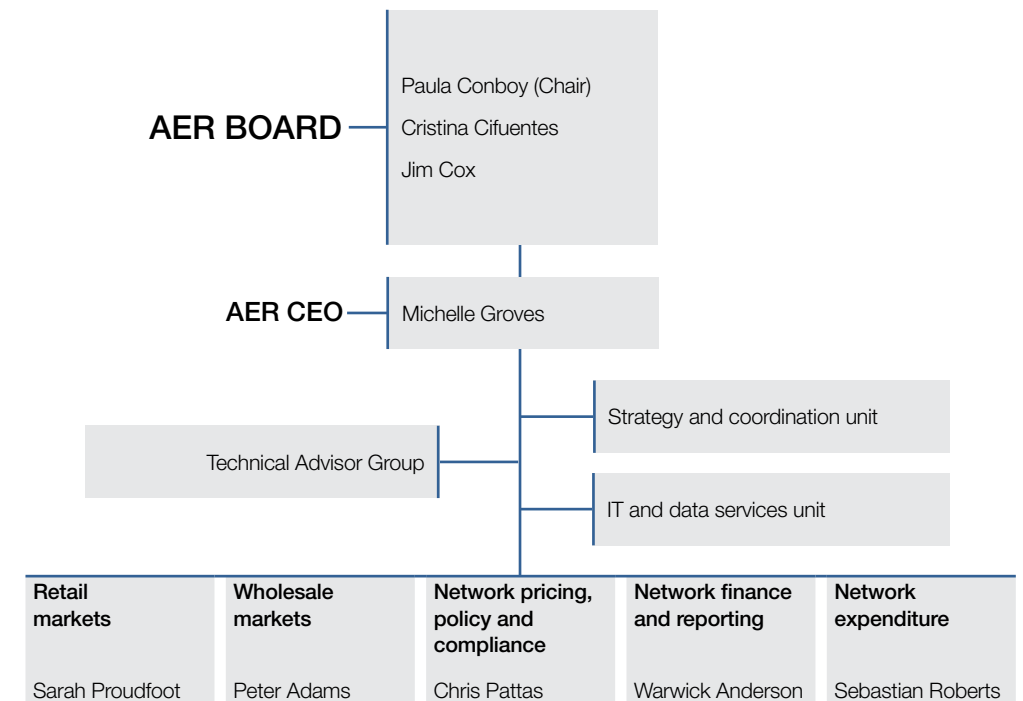 AER BOARD
Paula Conboy (Chair)
Cristina Cifuentes
Jim Cox
AER CEO
Michelle Groves
Strategy and coordination unit
Technical Advisor Group
IT and data services unit
Retail
markets
Sarah Proudfoot
Wholesale
markets
Peter Adams
Network pricing,
policy and
compliance
Chris Pattas
Network finance
and reporting
Warwick Anderson
Network
expenditure
Sebastian Roberts